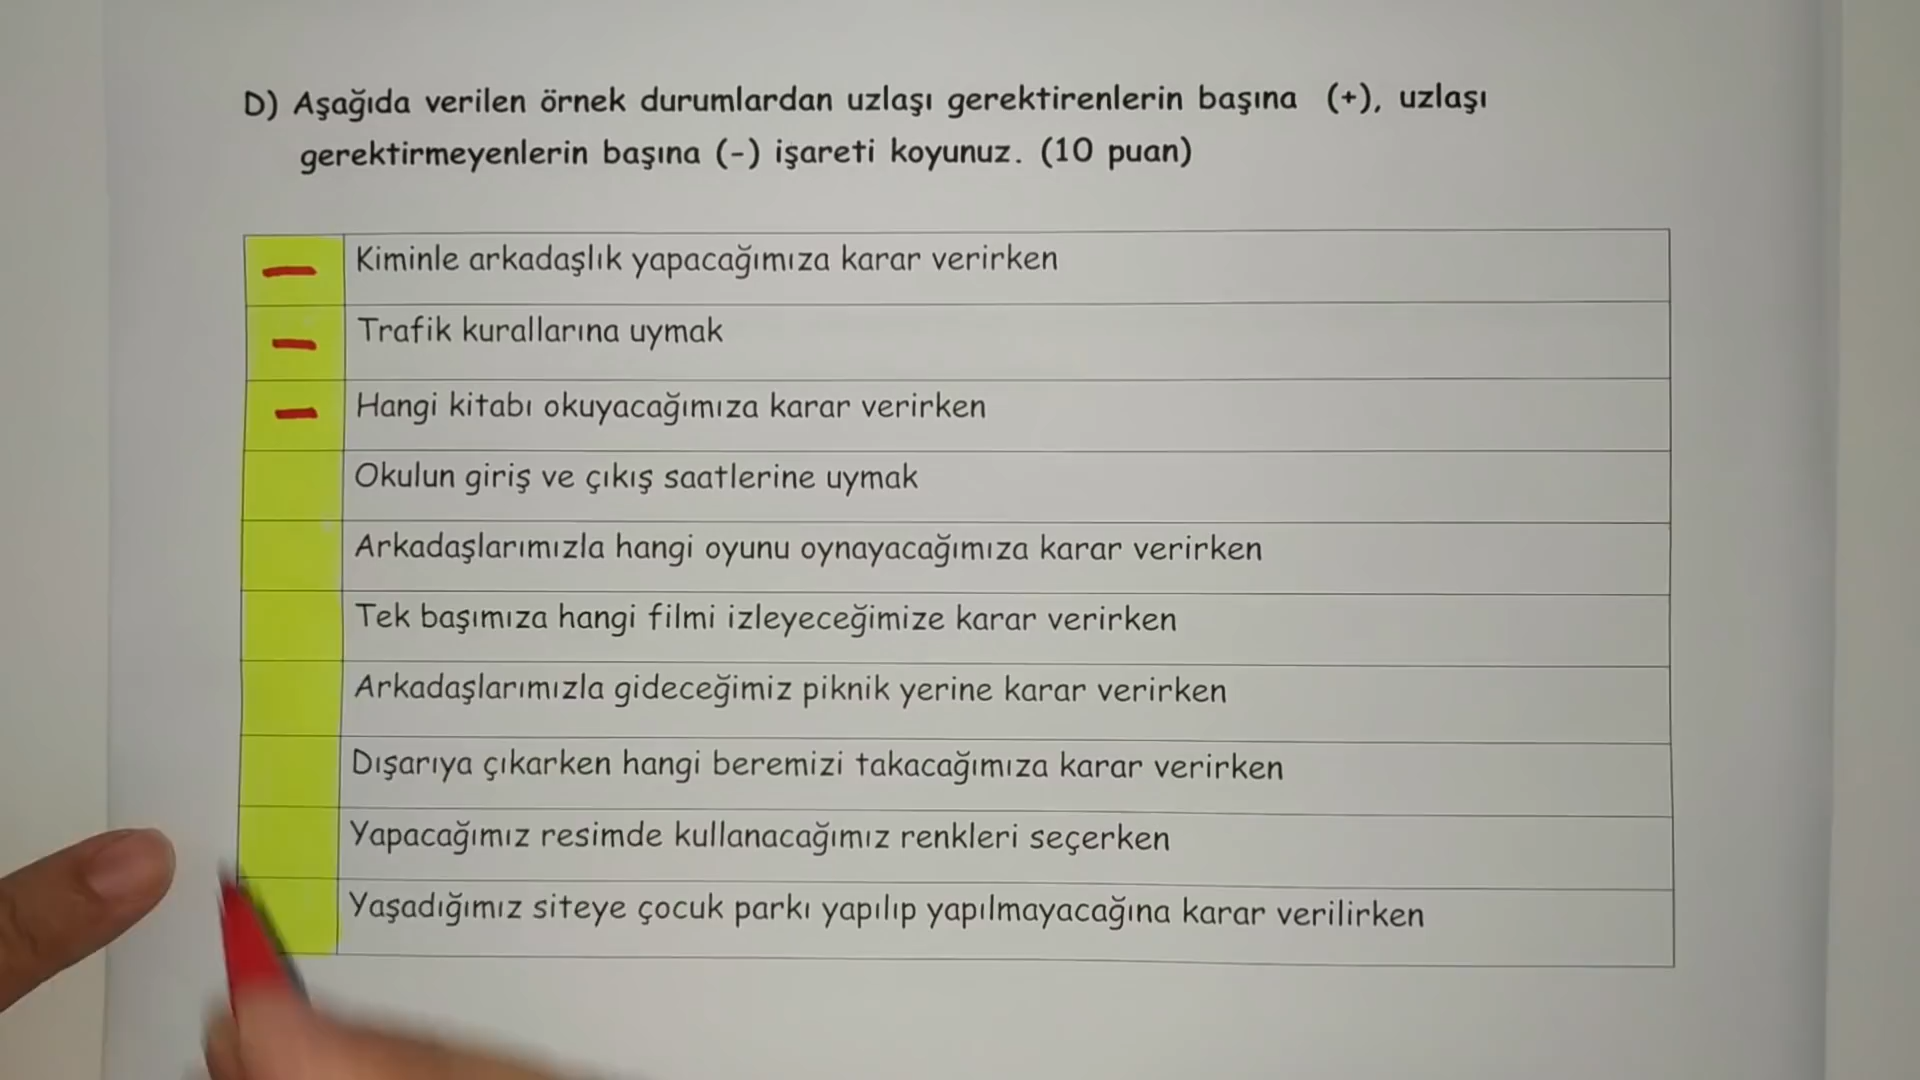 D) Aşağıda verilen örnek durumlardan uzlaşı gerektirenlerin başına (+), uzlaşı
gerektirmeyenlerin başına (-) işareti koyunuz. (10 puan)
— Kiminle arkadaşlık yapacağımıza karar verirken
— Trafik kurallarına uymak
— Hangi kitabı okuyacağımıza karar verirken
Okulun giriş ve çıkış saatlerine uymak
Arkadaşlarımızla hangi oyunu oynayacağımıza karar verirken
Tek başımıza hangi filmi izleyeceğimize karar verirken
Arkadaşlarımızla gideceğimiz piknik yerine karar verirken
Dışarıya çıkarken hangi beremizi takacağımıza karar verirken
Yapacağımız resimde kullanacağımız renkleri seçerken
Yaşadığımız siteye çocuk parkı yapılıp yapılmayacağına karar verilirken